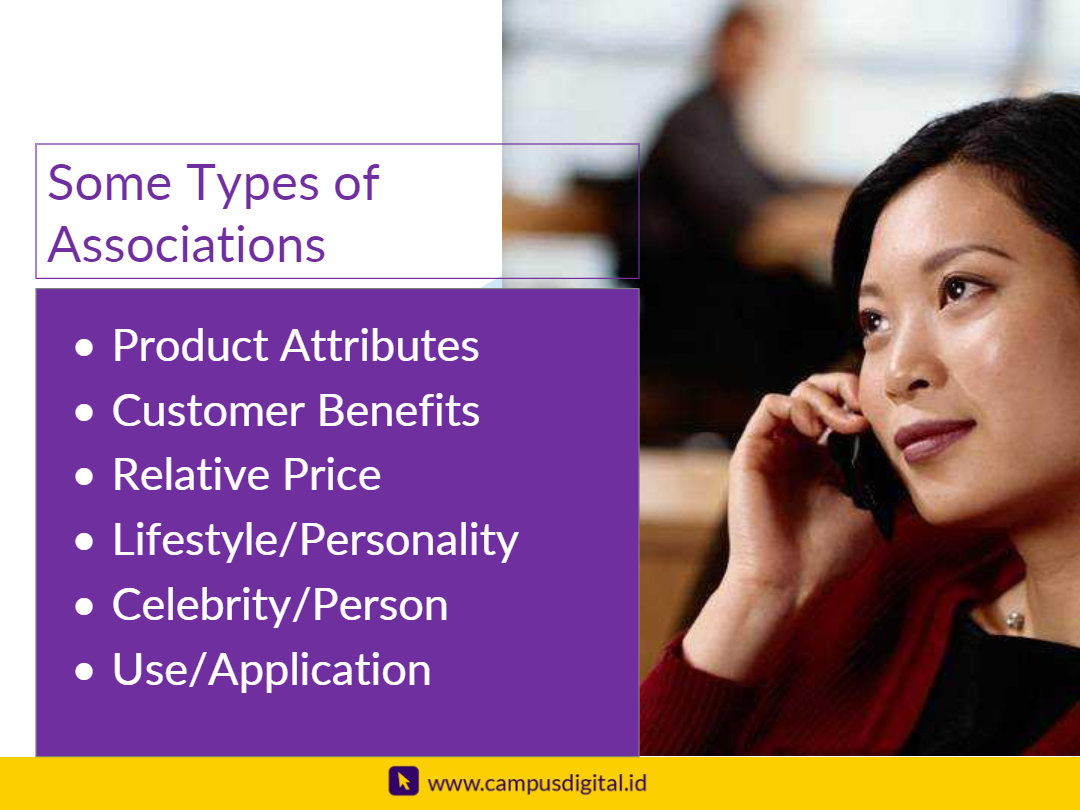 Some Types of
Associations
• Product Attributes
• Customer Benefits
• Relative Price
• Lifestyle/Personality
• Celebrity/Person
• Use/Application
www.campusdigital.id